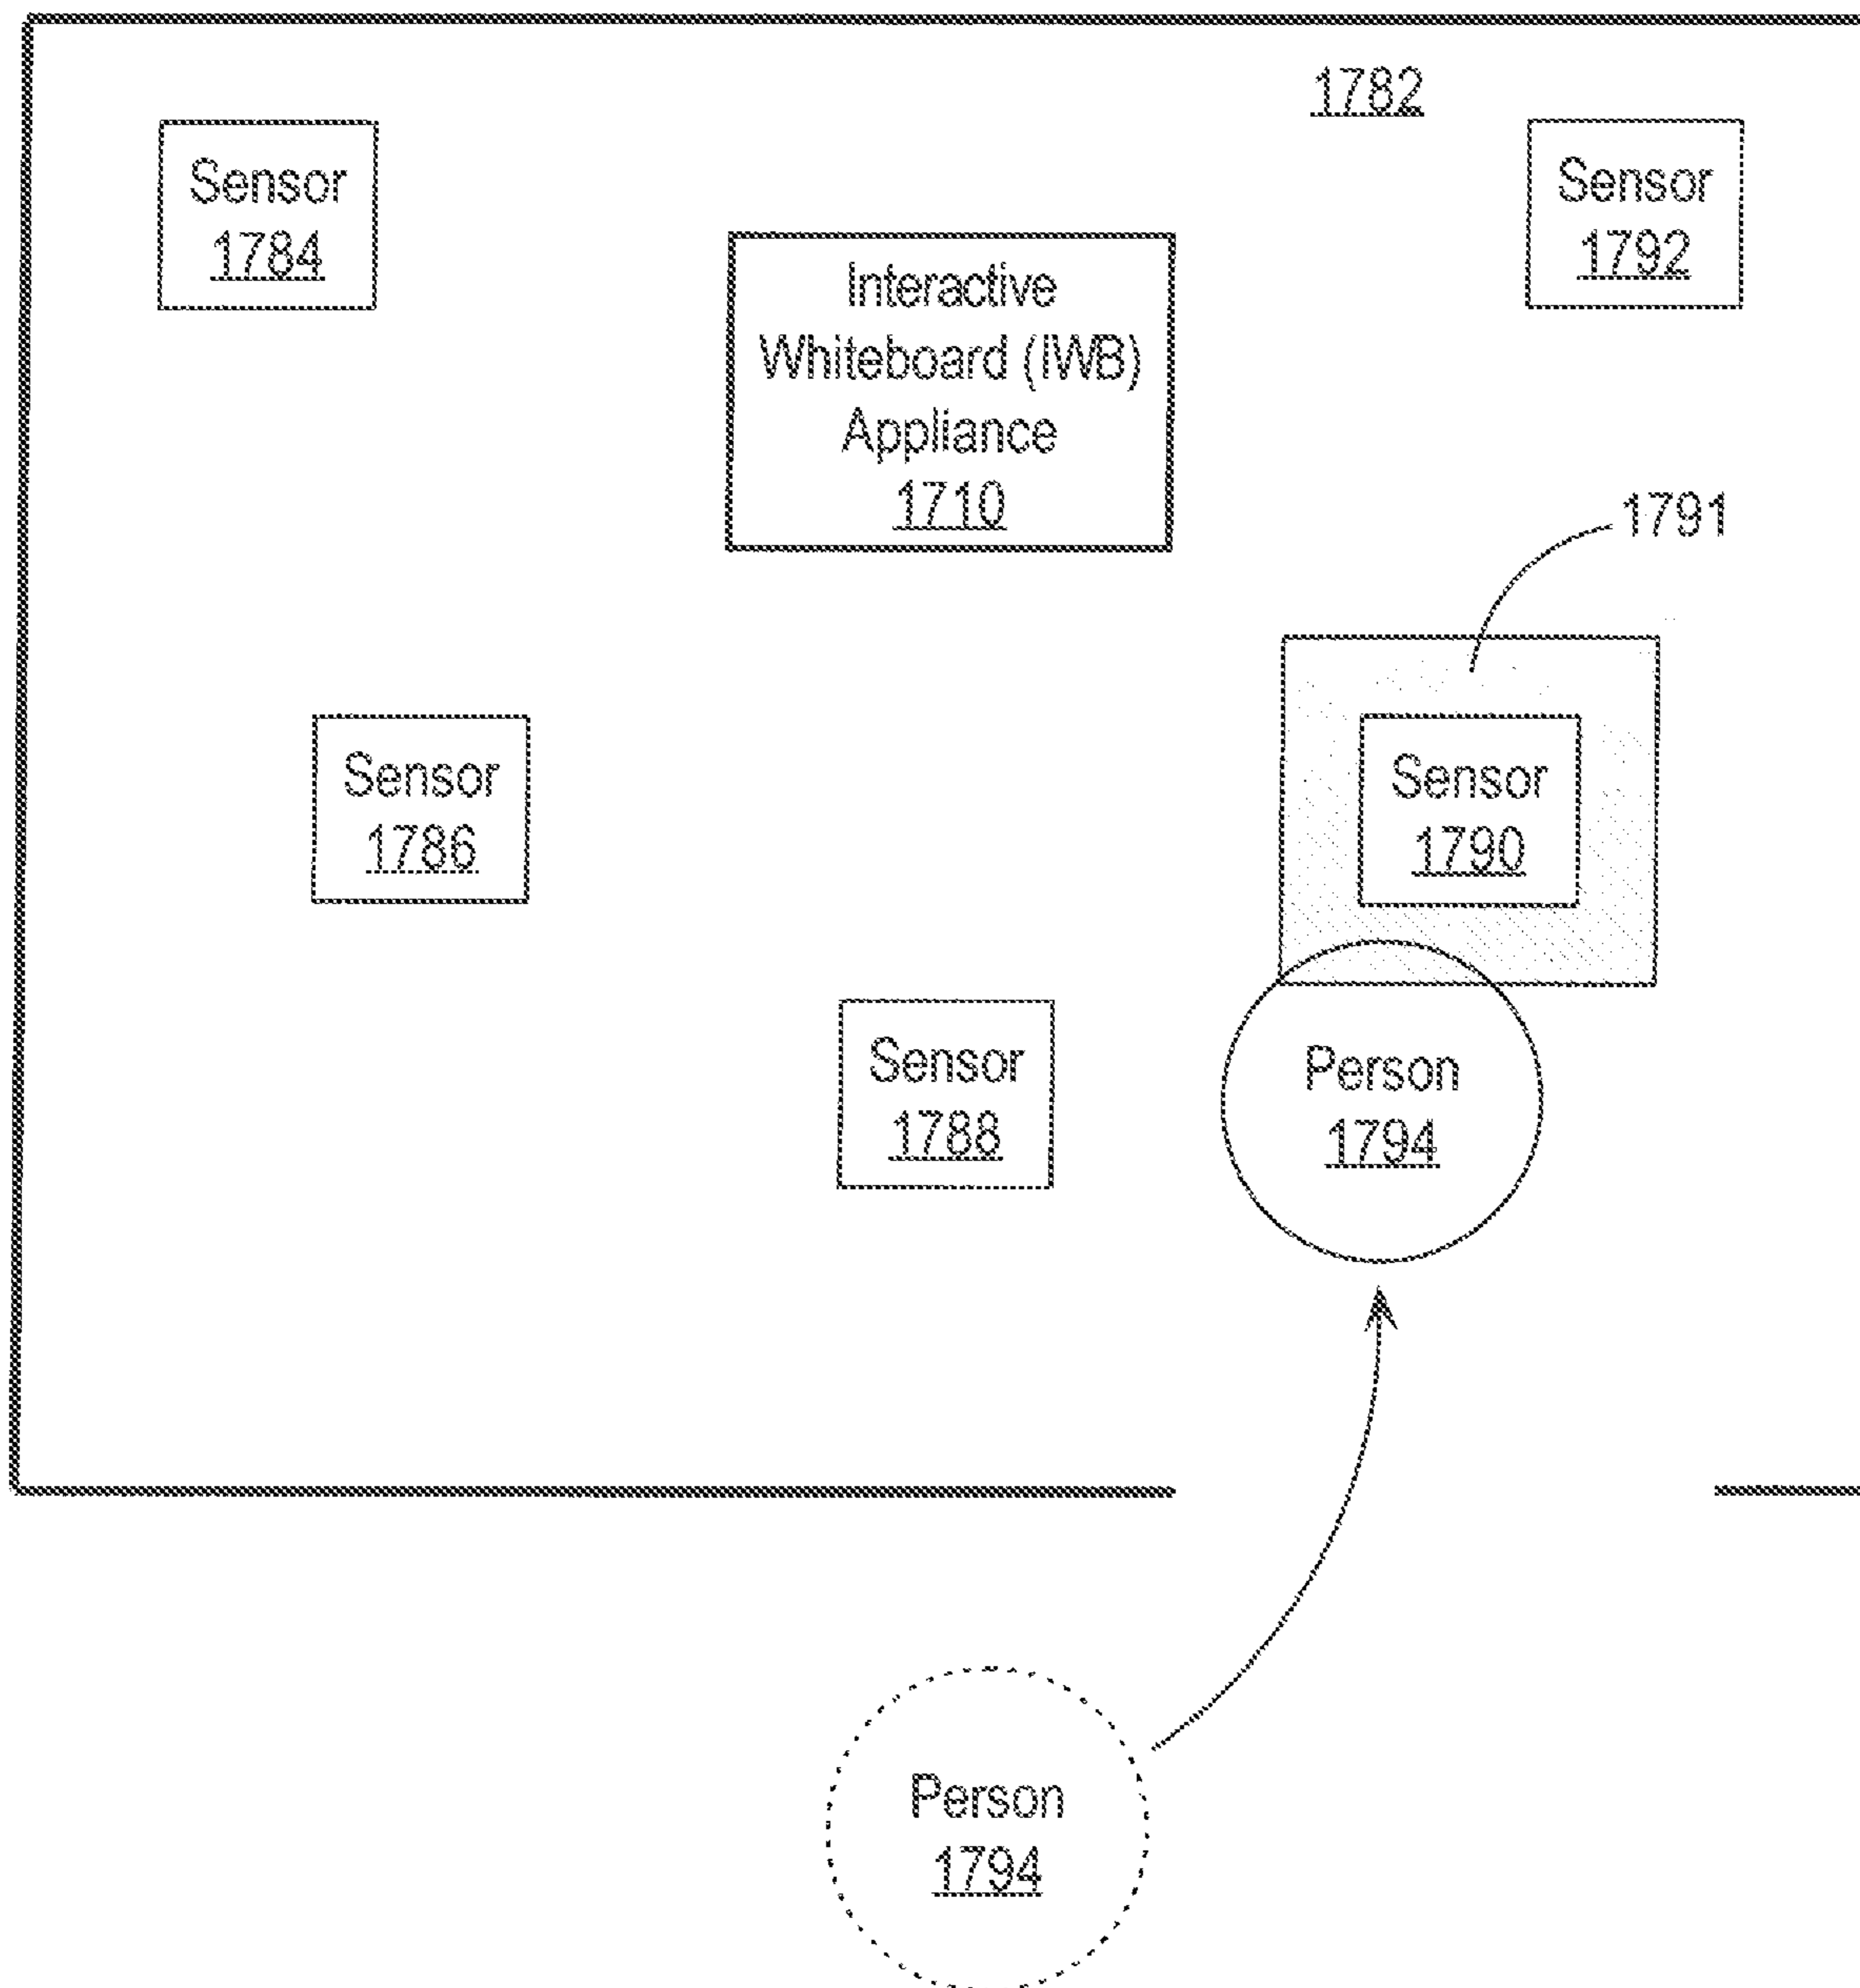 1782
Sensor
1784
Sensor
1792
Interactive
Whiteboard (IWB)
Appliance
1710
1791
Sensor
1786
Sensor
1790
Sensor
1788
Person
1794
Person
1794